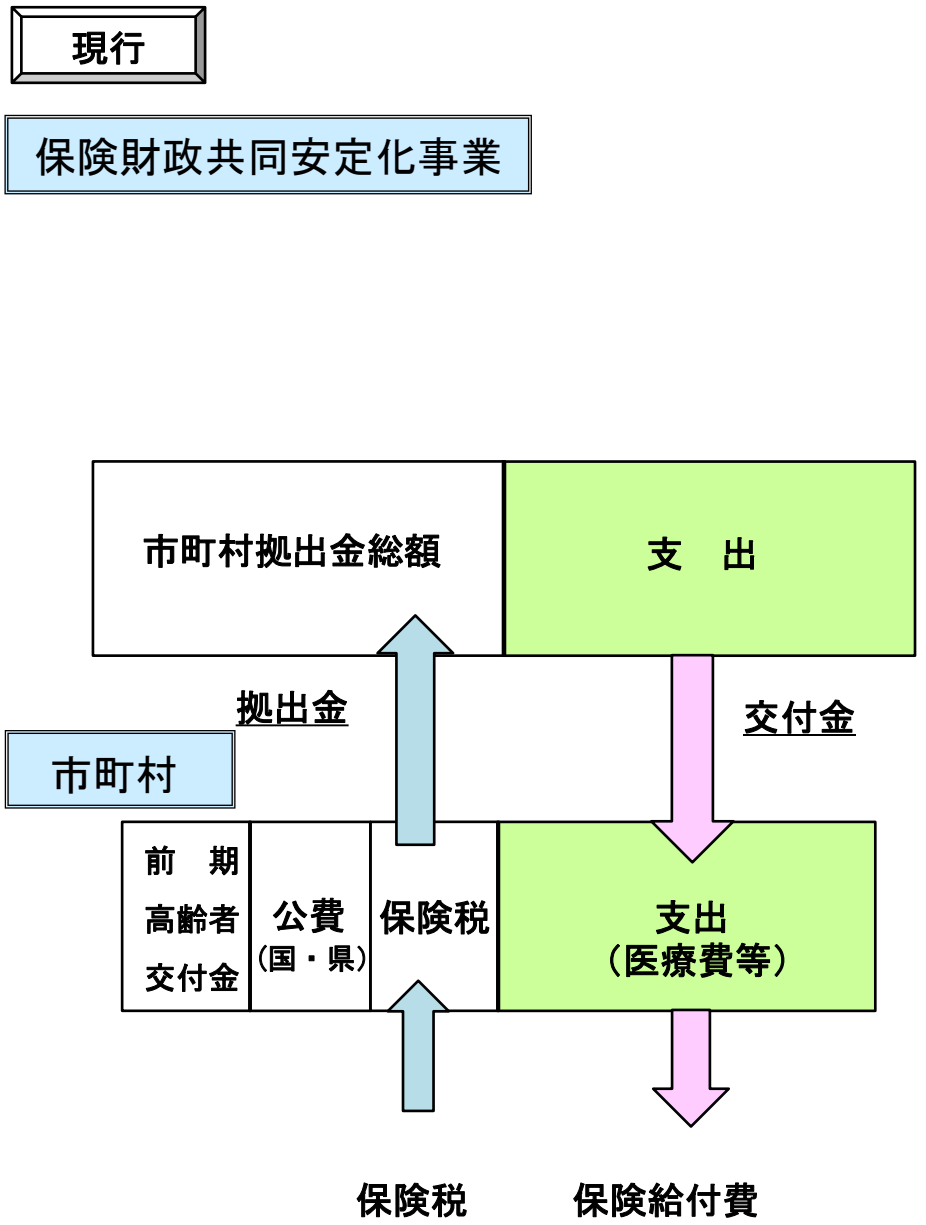 現行
保険財政共同安定化事業
市町村拠出金総額
支　出
拠出金
交付金
市町村
前　期
高齢者
交付金
公費
(国・県)
保険税
支出
(医療費等)
保険税
保険給付費